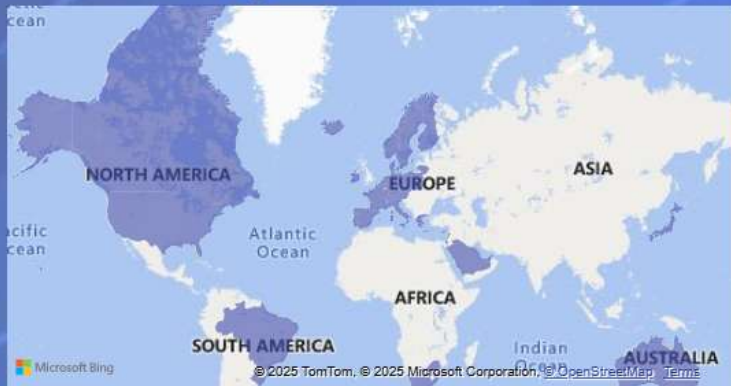 cean
NORTH AMERICA
EUROPE
ASIA
acific
cean
Atlantic
Ocean
AFRICA
SOUTH AMERICA
Indian
Ocean
AUSTRALIA
Microsoft Bing
© 2025 TomTom, © 2025 Microsoft Corporation, © OpenStreetMap Terms